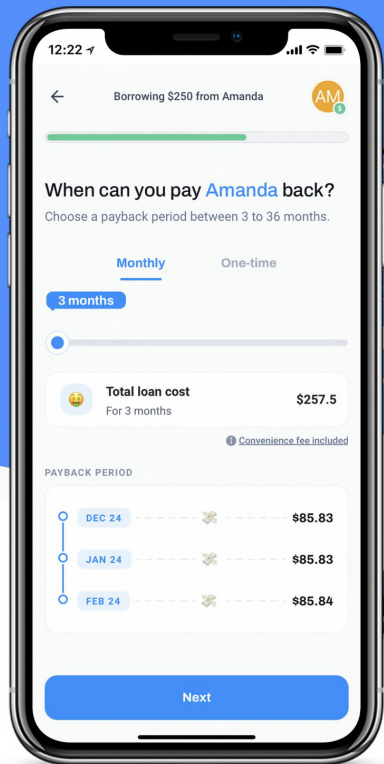 12:22
Borrowing $250 from Amanda
AM
$
When can you pay Amanda back?
Choose a payback period between 3 to 36 months.
Monthly One-time
3 months
Total loan cost $257.5
For 3 months
Convenience fee included
PAYBACK PERIOD
DEC 24 $85.83
JAN 24 $85.83
FEB 24 $85.84
Next